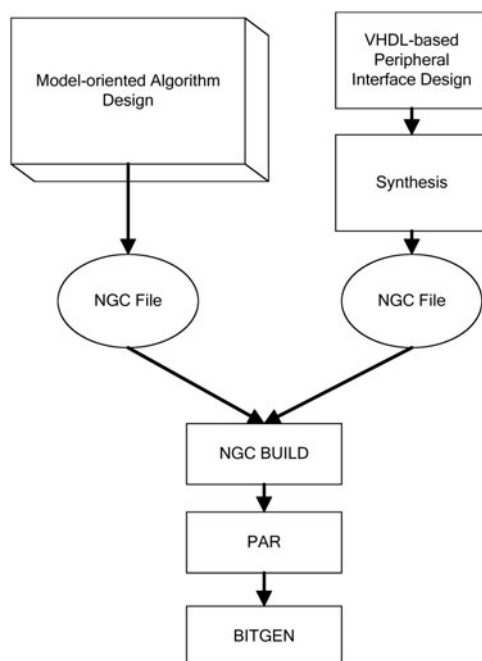 Model-oriented Algorithm
Design
VHDL-based
Peripheral
Interface Design
Synthesis
NGC File
NGC File
NGC BUILD
PAR
BITGEN